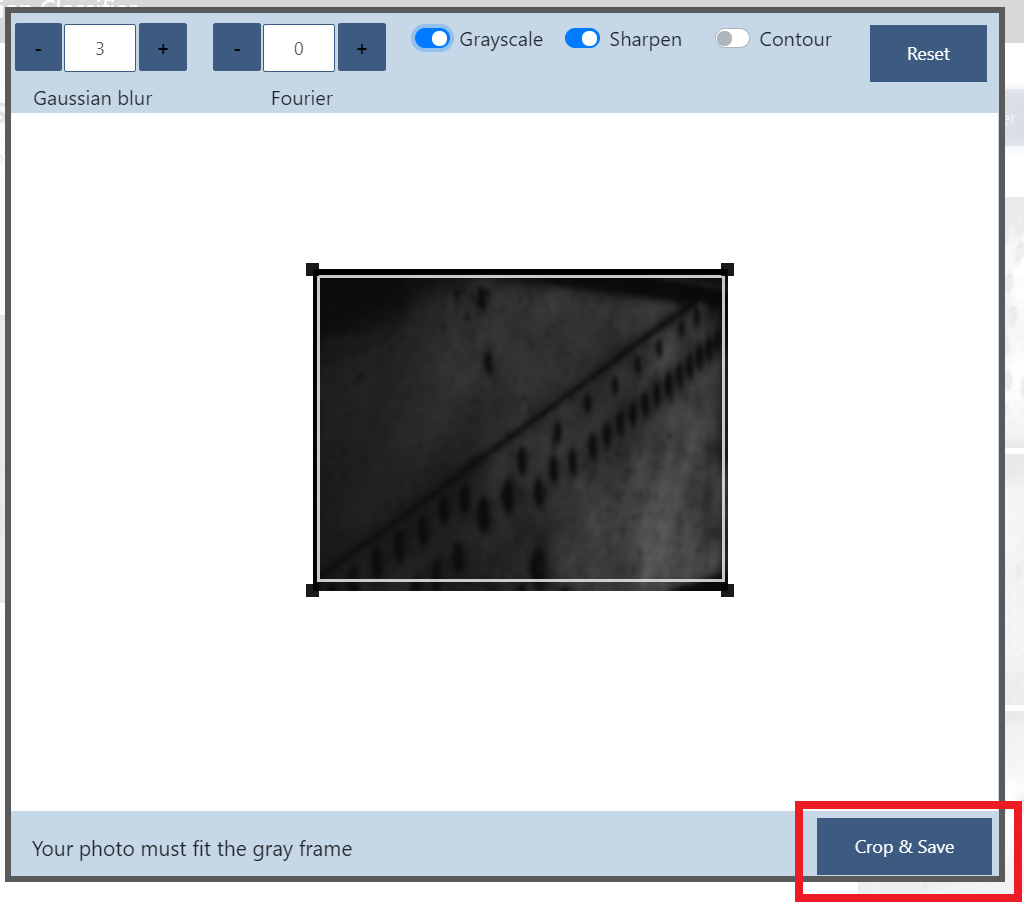 - 3 + - 0 + Grayscale Sharpen Contour Reset
Gaussian blur Fourier
Your photo must fit the gray frame Crop & Save